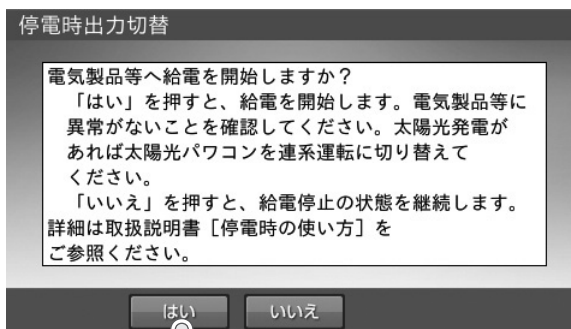 停電時出力切替
電気製品等へ給電を開始しますか？
「はい」を押すと、給電を開始します。電気製品等に
異常がないことを確認してください。太陽光発電が
あれば太陽光パワコンを連系運転に切り替えて
ください。
「いいえ」を押すと、給電停止の状態を継続します。
詳細は取扱説明書［停電時の使い方］を
ご参照ください。
はい いいえ